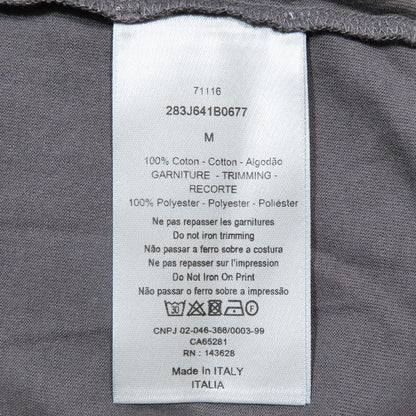 71116
283J641B0677
M
100% Coton - Cotton - Algodão
GARNITURE - TRIMMING -
RECORTE
100% Polyester - Polyester - Poliéster
Ne pas repasser les garnitures
Do not iron trimming
Não passar a ferro sobre a costura
Ne pas repasser sur l'impression
Do Not Iron On Print
Não passar o ferro sobre a impressão
30 F
CNPJ 02-046-366/0003-99
CA65281
RN : 143628
Made In ITALY
ITALIA